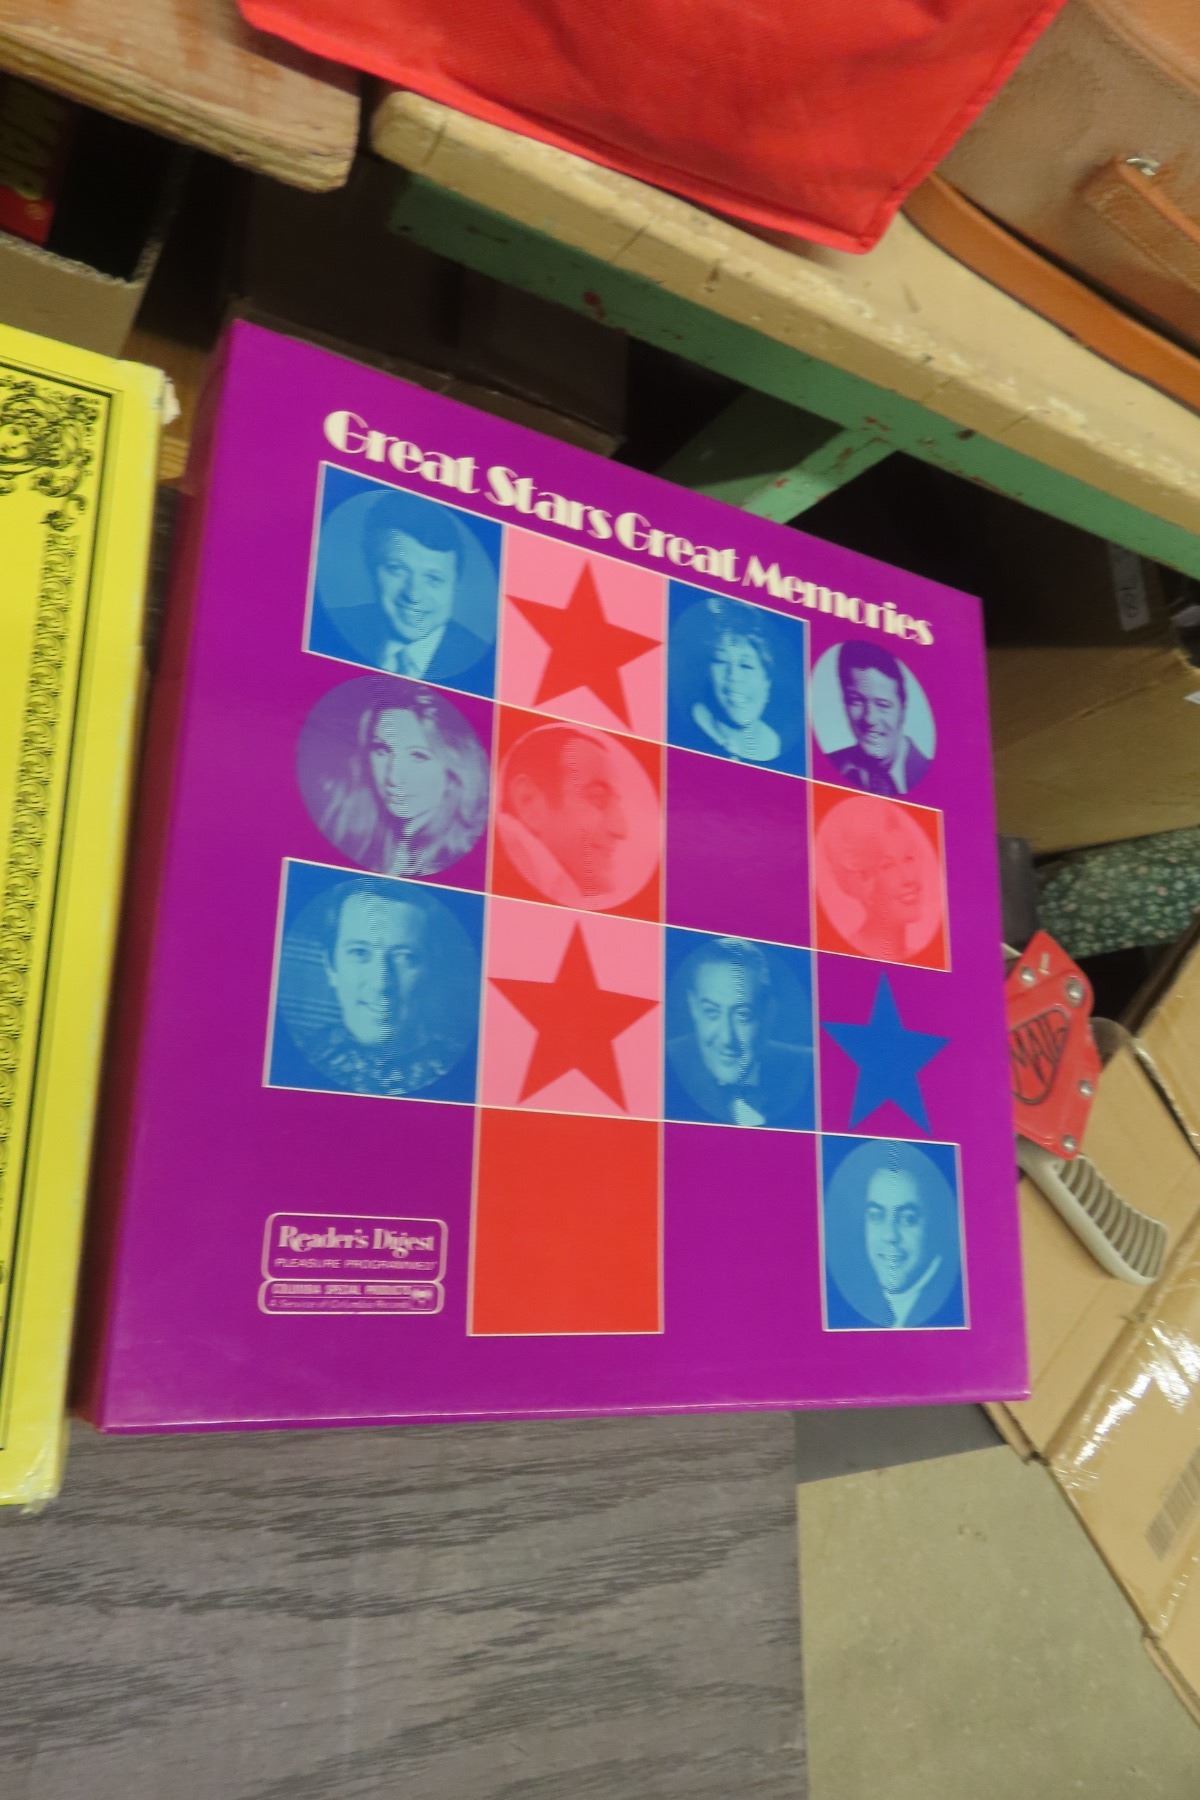 Great Stars Great Memories
Reader's Digest
PLEASURE PROGRAMMED
COLUMBIA SPECIAL PRODUCTS
A Service of Columbia Records